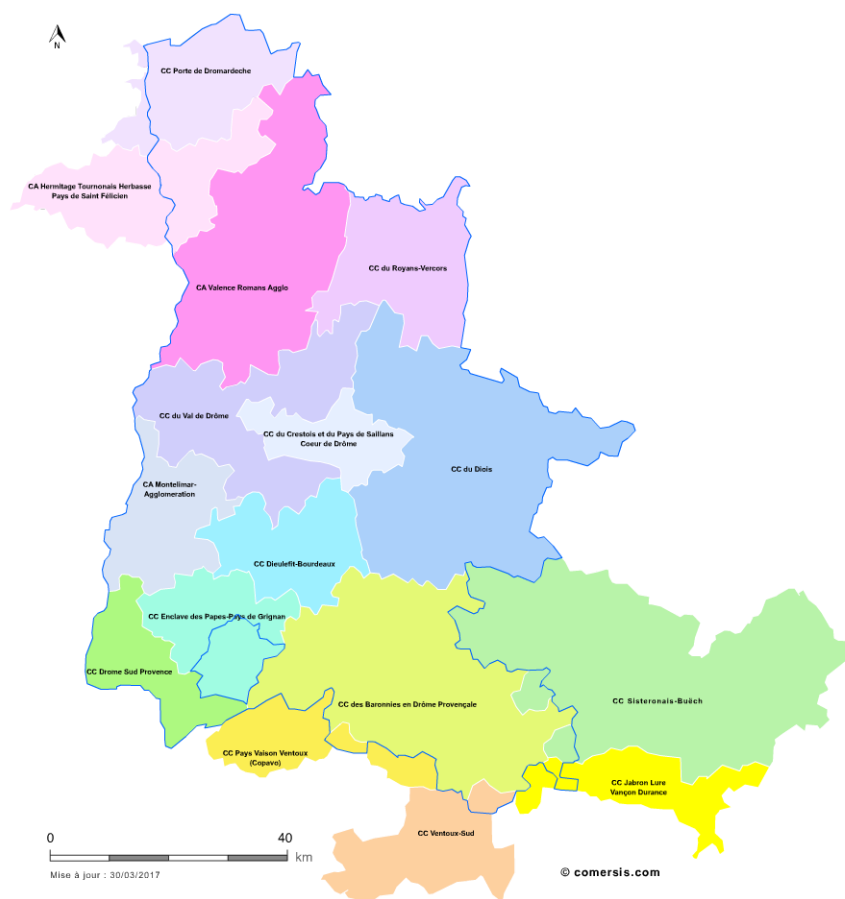 N
CC Porte de Dromardeche
CA Hermitage Tournonais Herbasse
Pays de Saint Félicien
CC du Royans-Vercors
CA Valence Romans Agglo
CC du Val de Drôme
CC du Crestois et du Pays de Saillans
Coeur de Drôme
CC du Diois
CA Montelimar-
Agglomeration
CC Dieulefit-Bourdeaux
CC Enclave des Papes-Pays de Grignan
CC Drome Sud Provence
CC des Baronnies en Drôme Provençale
CC Sisteronais-Buëch
CC Pays Vaison Ventoux
(Copavo)
CC Jabron Lure
Vançon Durance
CC Ventoux-Sud
0 40
km
Mise à jour : 30/03/2017
© comersis.com